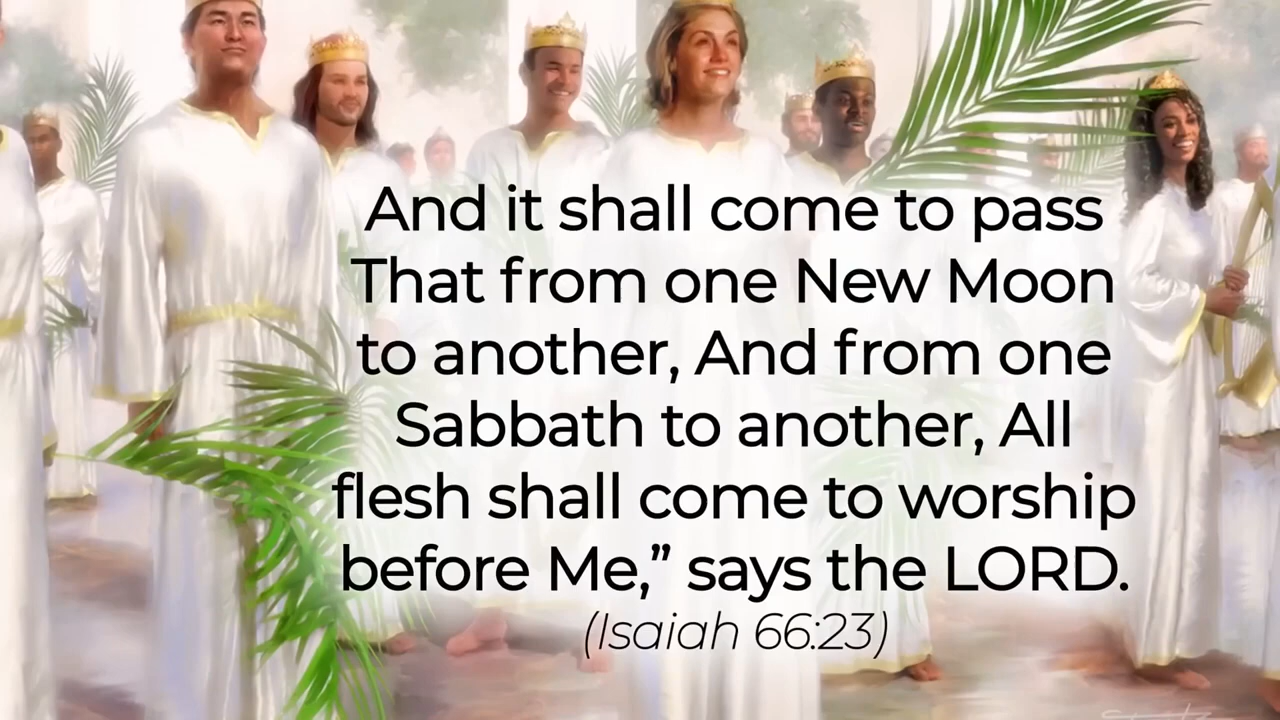 And it shall come to pass
That from one New Moon
to another, And from one
Sabbath to another, All
flesh shall come to worship
before Me,” says the LORD.
(Isaiah 66:23)